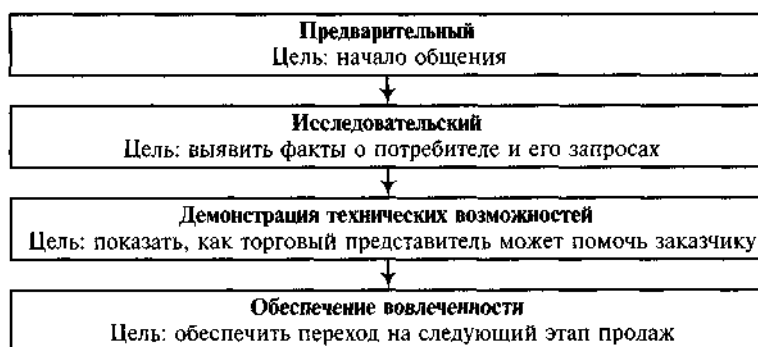 Предварительный
Цель: начало общения
Исследовательский
Цель: выявить факты о потребителе и его запросах
Демонстрация технических возможностей
Цель: показать, как торговый представитель может помочь заказчику
Обеспечение вовлеченности
Цель: обеспечить переход на следующий этап продаж